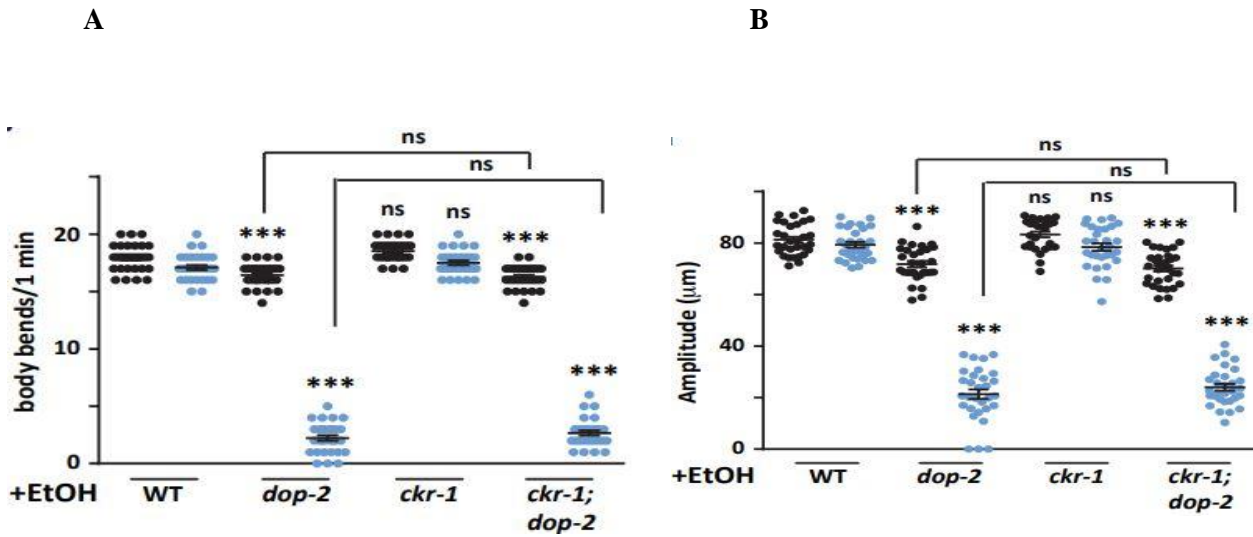 A
B
ns
ns
body bends/1 min
20
10
0
***
***
ns
ns
***
***
+EtOH
WT
dop-2
ckr-1
ckr-1;
dop-2
ns
ns
Amplitude (μm)
80
40
0
***
***
ns
ns
***
***
+EtOH
WT
dop-2
ckr-1
ckr-1;
dop-2